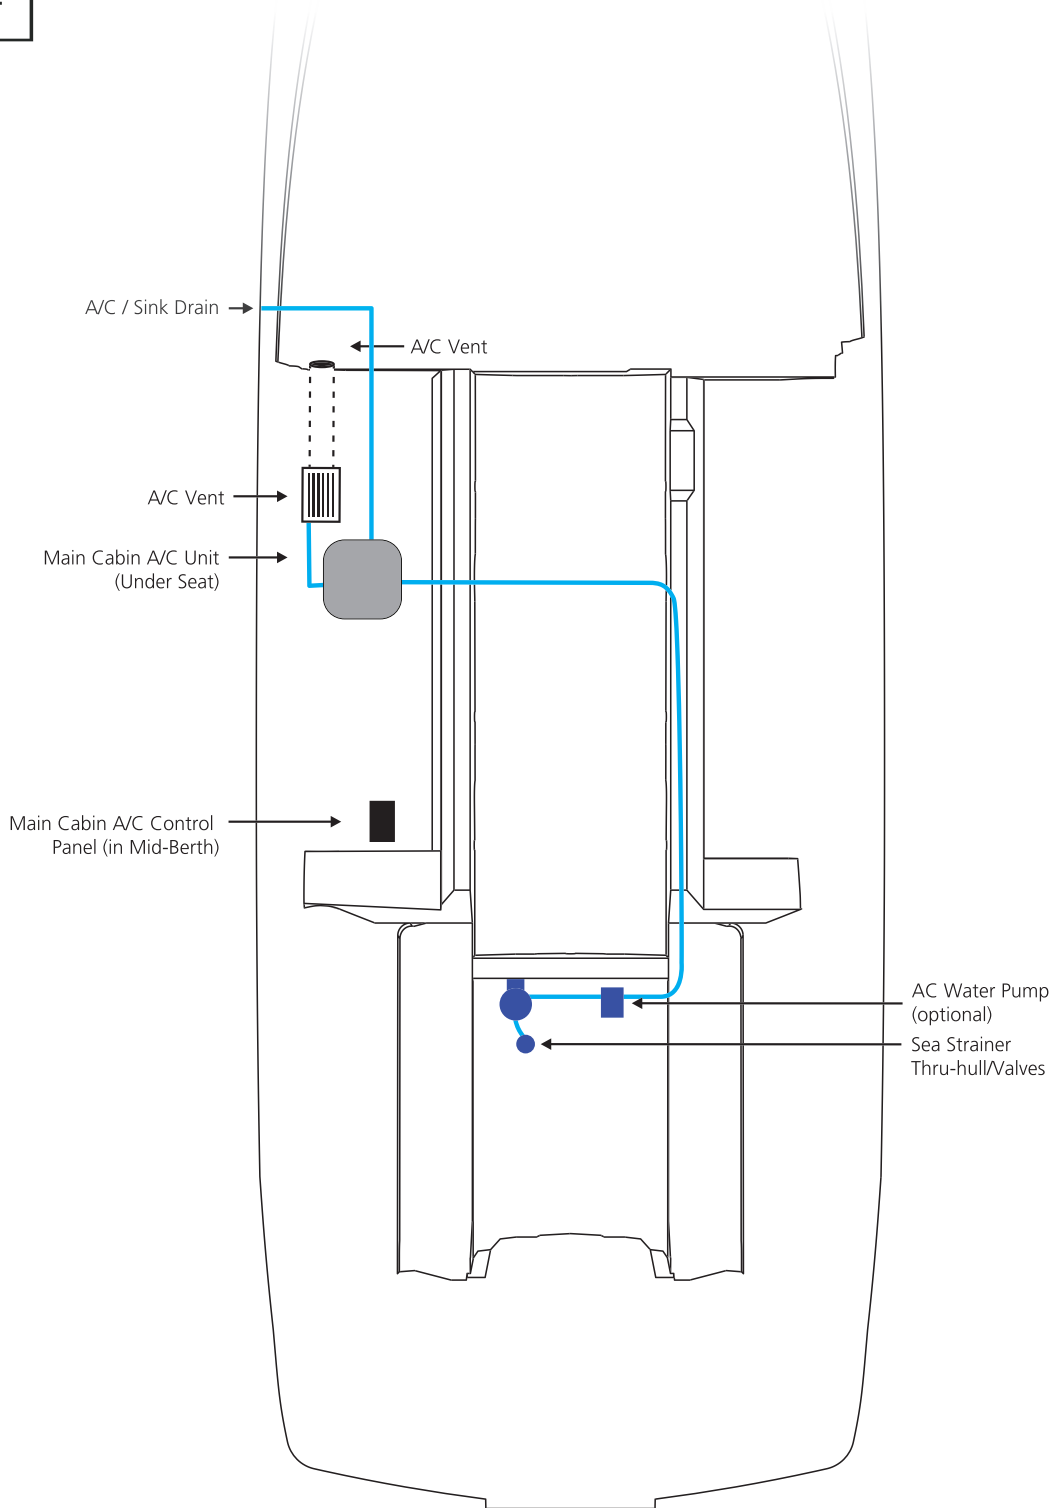 A/C / Sink Drain
A/C Vent
A/C Vent
Main Cabin A/C Unit
(Under Seat)
Main Cabin A/C Control
Panel (in Mid-Berth)
AC Water Pump
(optional)
Sea Strainer
Thru-hull/Valves